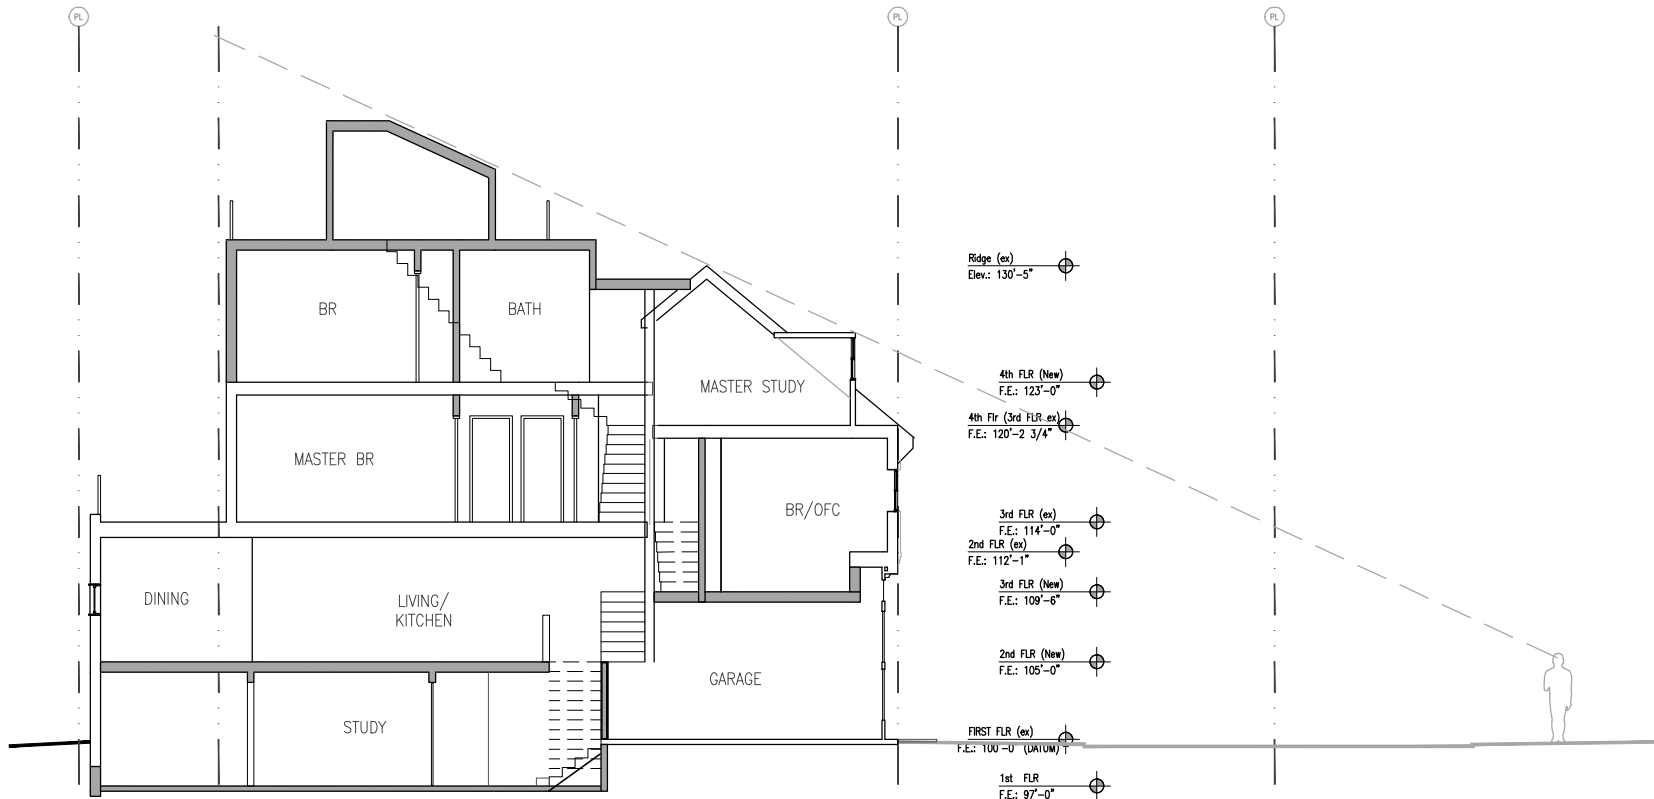 PL
PL
PL
Ridge (ex)
Elev.: 130'-5"
BR
BATH
4th FLR (New)
F.E.: 123'-0"
MASTER STUDY
4th Flr (3rd FLR ex)
F.E.: 120'-2 3/4"
MASTER BR
BR/OFC
3rd FLR (ex)
F.E.: 114'-0"
2nd FLR (ex)
F.E.: 112'-1"
3rd FLR (New)
F.E.: 109'-6"
DINING
LIVING/
KITCHEN
2nd FLR (New)
F.E.: 105'-0"
GARAGE
STUDY
FIRST FLR (ex)
F.E.: 100'-0" (DATUM)
1st FLR
F.E.: 97'-0"